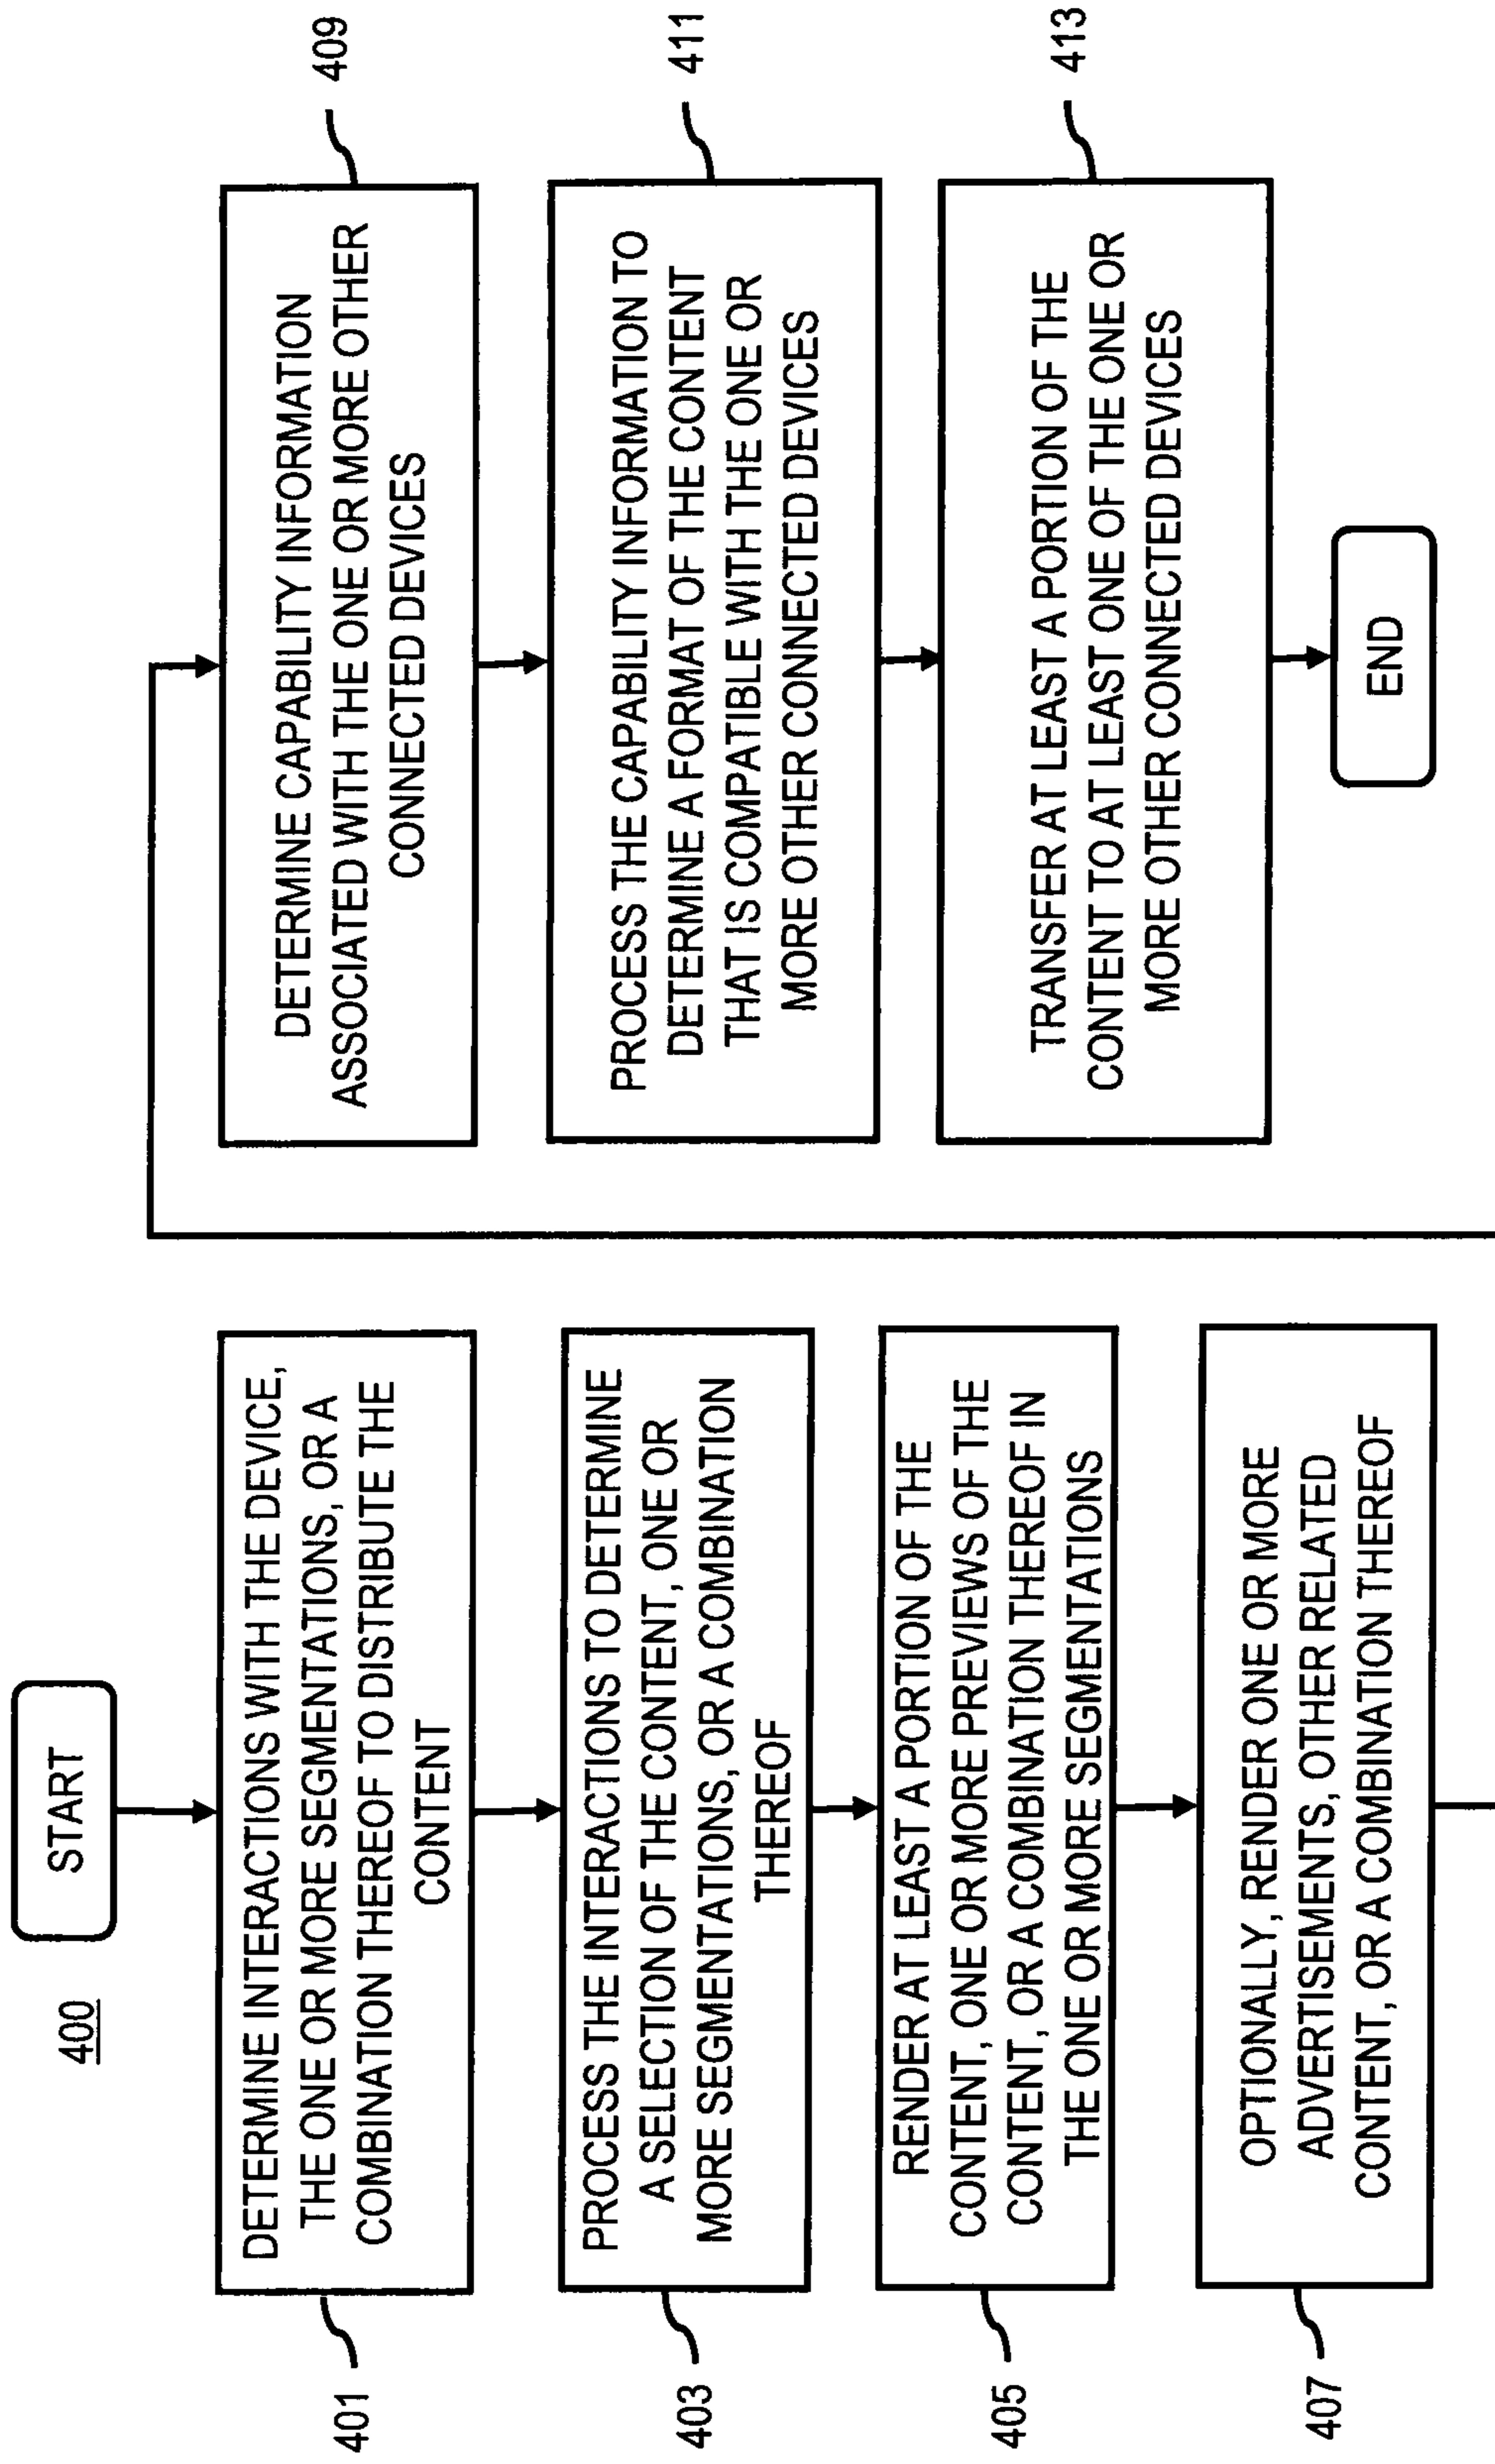 400
START
401
DETERMINE INTERACTIONS WITH THE DEVICE,
THE ONE OR MORE SEGMENTATIONS, OR A
COMBINATION THEREOF TO DISTRIBUTE THE
CONTENT
403
PROCESS THE INTERACTIONS TO DETERMINE
A SELECTION OF THE CONTENT, ONE OR
MORE SEGMENTATIONS, OR A COMBINATION
THEREOF
405
RENDER AT LEAST A PORTION OF THE
CONTENT, ONE OR MORE PREVIEWS OF THE
CONTENT, OR A COMBINATION THEREOF IN
THE ONE OR MORE SEGMENTATIONS
407
OPTIONALLY, RENDER ONE OR MORE
ADVERTISEMENTS, OTHER RELATED
CONTENT, OR A COMBINATION THEREOF
DETERMINE CAPABILITY INFORMATION
ASSOCIATED WITH THE ONE OR MORE OTHER
CONNECTED DEVICES
409
PROCESS THE CAPABILITY INFORMATION TO
DETERMINE A FORMAT OF THE CONTENT
THAT IS COMPATIBLE WITH THE ONE OR
MORE OTHER CONNECTED DEVICES
411
TRANSFER AT LEAST A PORTION OF THE
CONTENT TO AT LEAST ONE OF THE ONE OR
MORE OTHER CONNECTED DEVICES
413
END